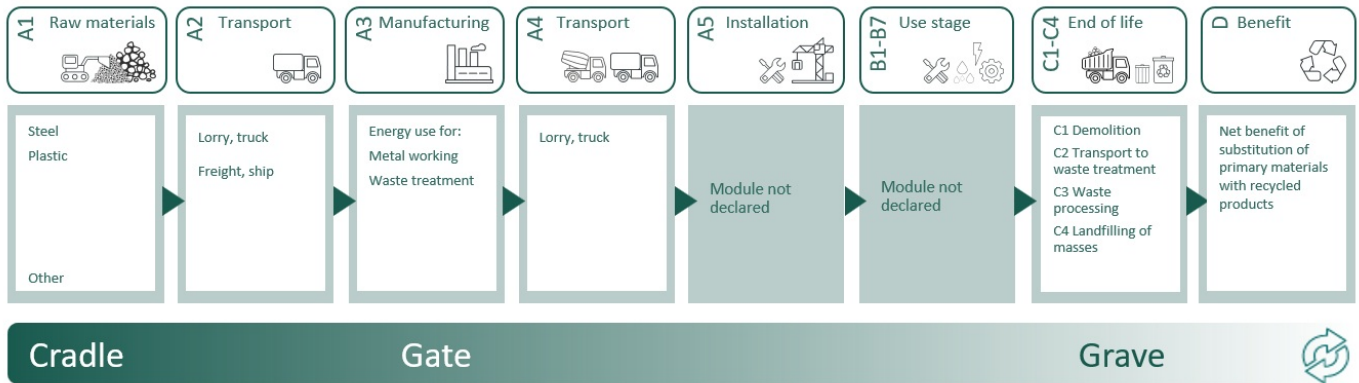 A1 Raw materials
A2 Transport
A3 Manufacturing
A4 Transport
A5 Installation
B1-B7 Use stage
C1-C4 End of life
D Benefit
Steel
Plastic
Other
Lorry, truck
Freight, ship
Energy use for:
Metal working
Waste treatment
Lorry, truck
Module not
declared
Module not
declared
C1 Demolition
C2 Transport to
waste treatment
C3 Waste
processing
C4 Landfilling of
masses
Net benefit of
substitution of
primary materials
with recycled
products
Cradle
Gate
Grave